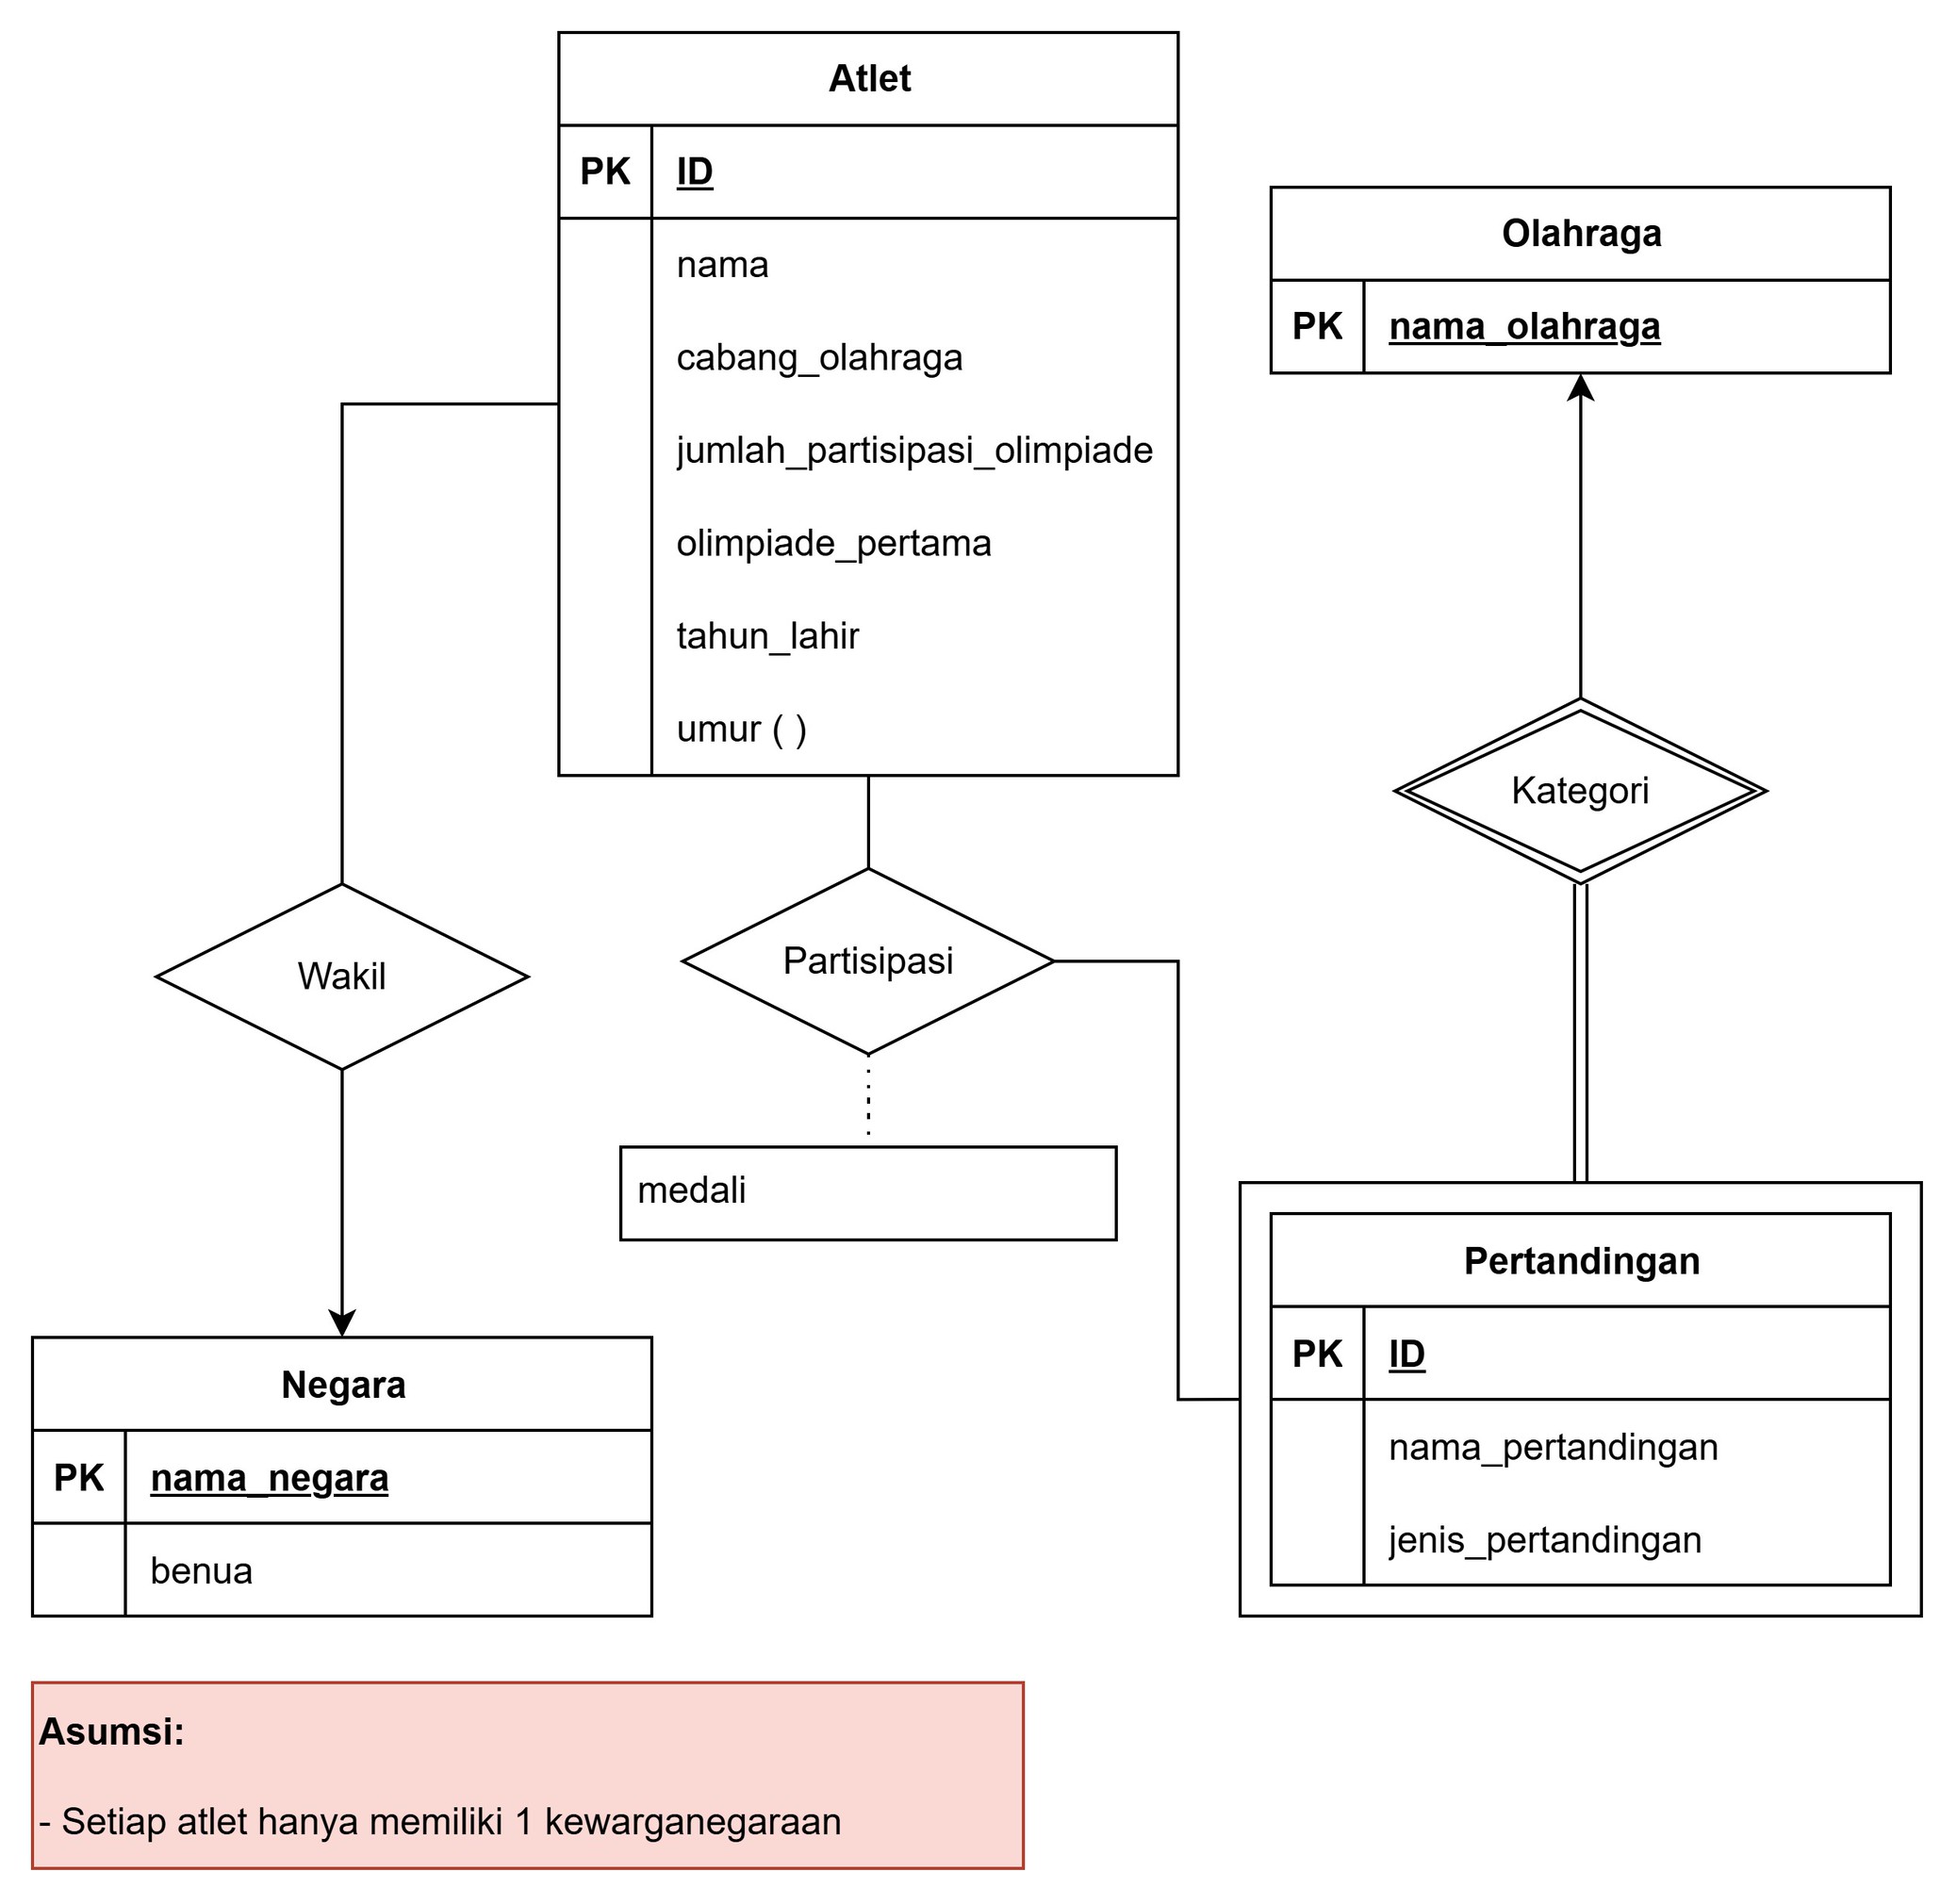 Atlet
PK ID
nama
cabang_olahraga
jumlah_partisipasi_olimpiade
olimpiade_pertama
tahun_lahir
umur ( )
Olahraga
PK nama_olahraga
Kategori
Wakil
Partisipasi
medali
Pertandingan
PK ID
nama_pertandingan
jenis_pertandingan
Negara
PK nama_negara
benua
Asumsi:
- Setiap atlet hanya memiliki 1 kewarganegaraan